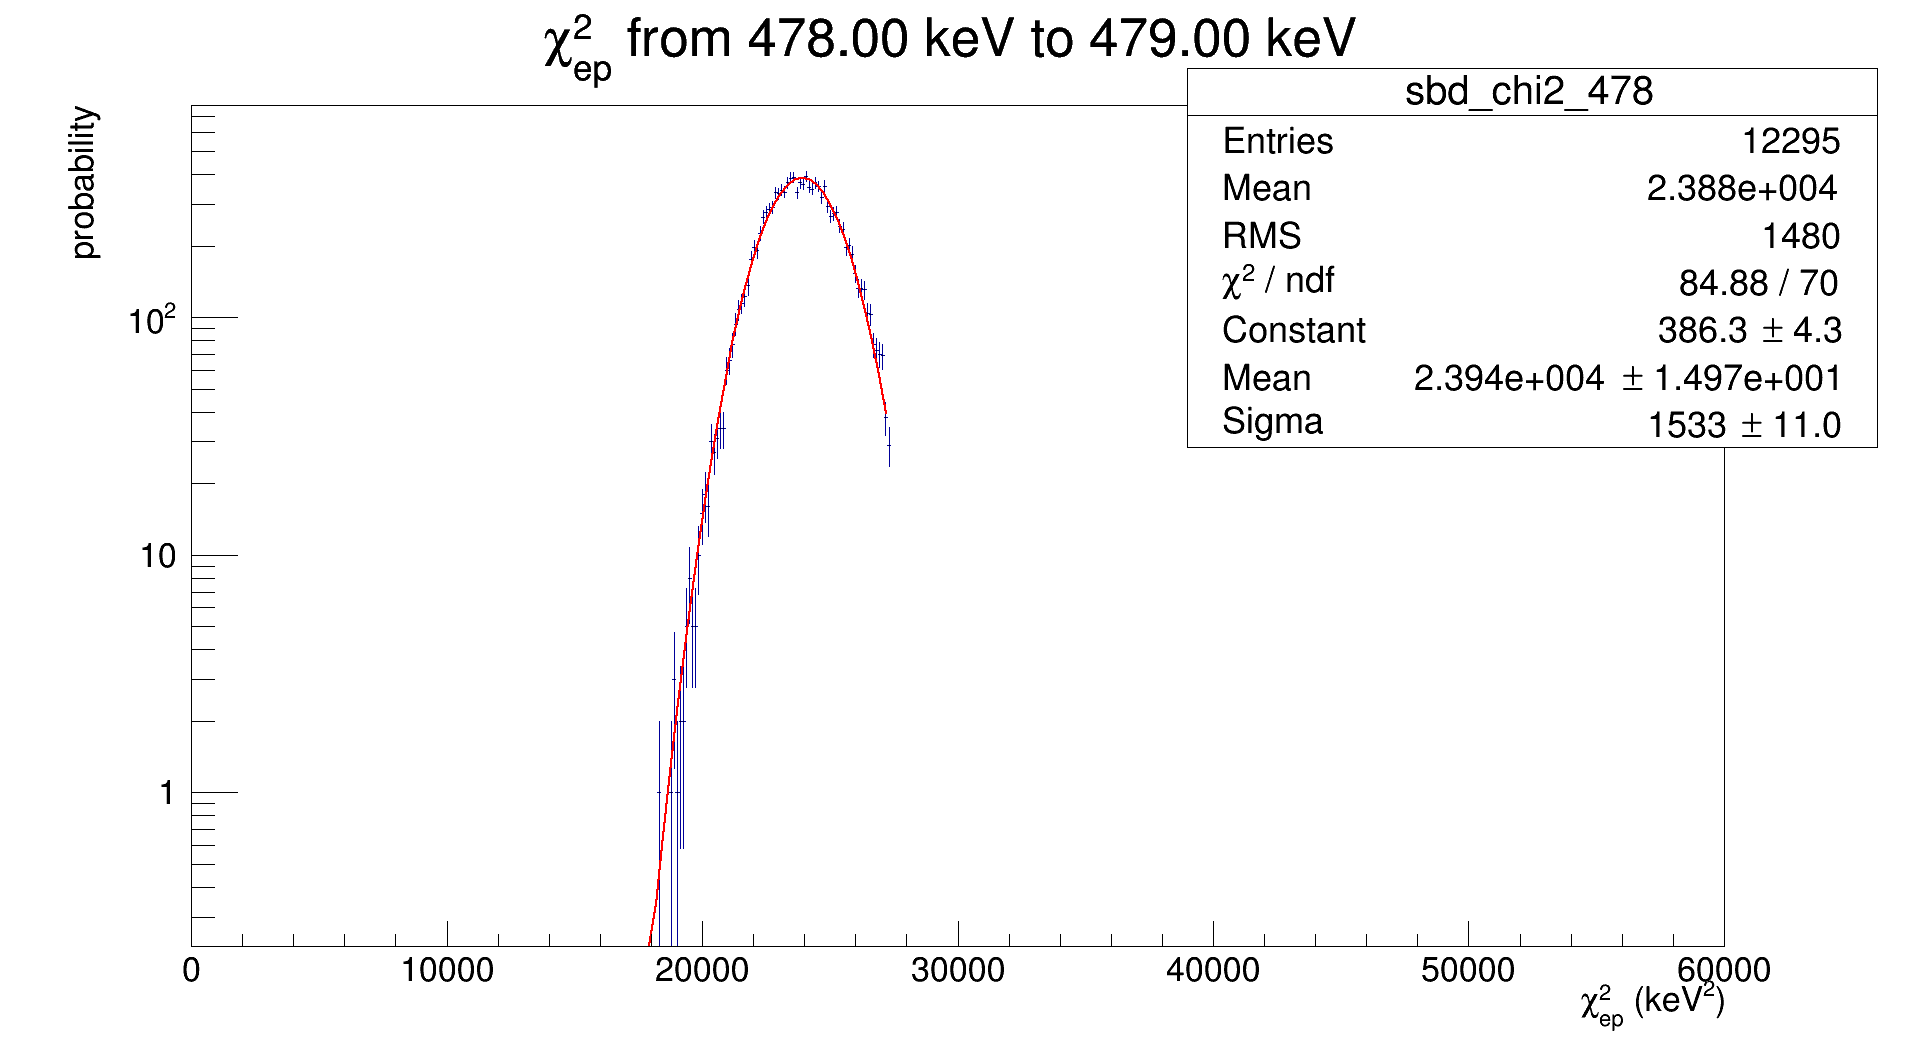 χ²ep from 478.00 keV to 479.00 keV
probability
sbd_chi2_478
Entries 12295
Mean 2.388e+004
RMS 1480
χ² / ndf 84.88 / 70
Constant 386.3 ± 4.3
Mean 2.394e+004 ± 1.497e+001
Sigma 1533 ± 11.0
10²
10
1
0 10000 20000 30000 40000 50000 60000
χ²ep (keV²)